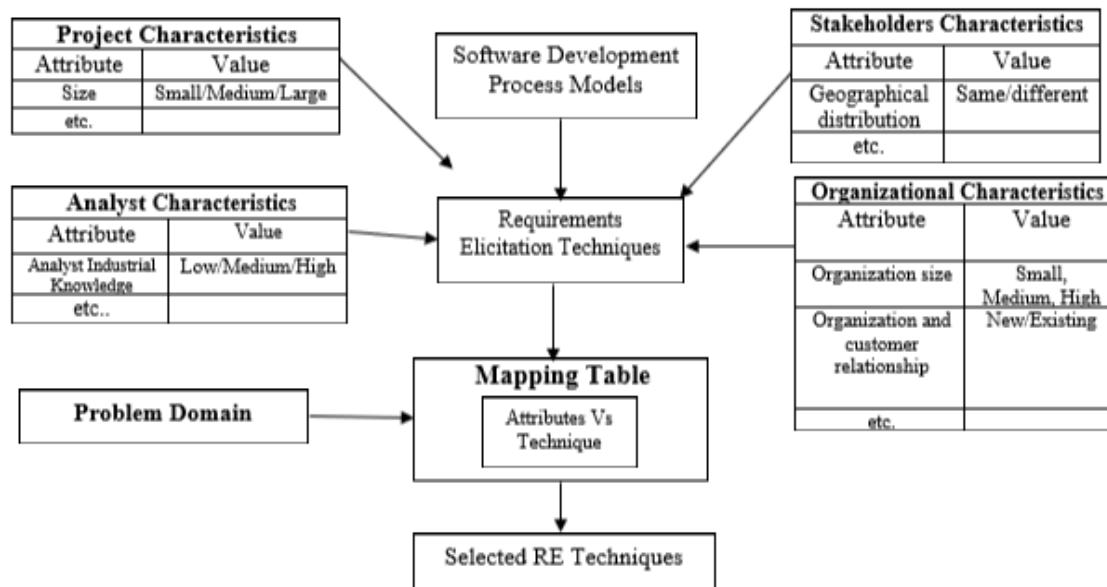 Project Characteristics
Attribute Value
Size Small/Medium/Large
etc.
Software Development
Process Models
Stakeholders Characteristics
Attribute Value
Geographical Same/different
distribution
etc.
Analyst Characteristics
Attribute Value
Analyst Industrial Low/Medium/High
Knowledge
etc..
Requirements
Elicitation Techniques
Organizational Characteristics
Attribute Value
Organization size Small,
Medium, High
Organization and New/Existing
customer
relationship
etc.
Problem Domain
Mapping Table
Attributes Vs
Technique
Selected RE Techniques